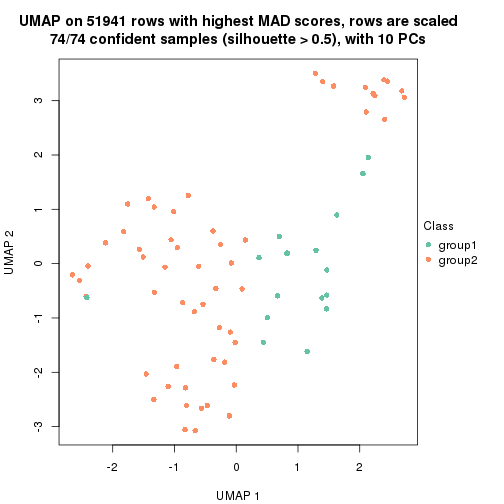 UMAP on 51941 rows with highest MAD scores, rows are scaled
74/74 confident samples (silhouette > 0.5), with 10 PCs
3
2
1
0
-1
-2
-3
UMAP 2
-2
-1
0
1
2
UMAP 1
Class
group1
group2